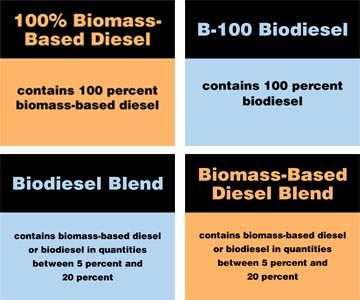 100% Biomass-
Based Diesel
contains 100 percent
biomass-based diesel
B-100 Biodiesel
contains 100 percent
biodiesel
Biodiesel Blend
contains biomass-based diesel
or biodiesel in quantities
between 5 percent and
20 percent
Biomass-Based
Diesel Blend
contains biomass-based diesel
or biodiesel in quantities
between 5 percent and
20 percent